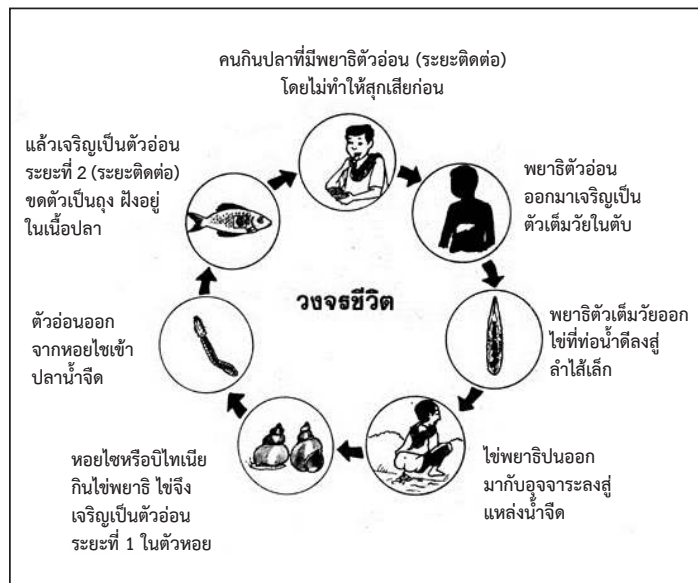 คนกินปลาที่มีพยาธิตัวอ่อน (ระยะติดต่อ)
โดยไม่ทำให้สุกเสียก่อน
พยาธิตัวอ่อน
ออกมาเจริญเป็น
ตัวเต็มวัยในตับ
พยาธิตัวเต็มวัยออก
ไข่ที่ท่อน้ำดีลงสู่
ลำไส้เล็ก
ไข่พยาธิปนออก
มากับอุจจาระลงสู่
แหล่งน้ำจืด
หอยไซหรือบิไทเนีย
กินไข่พยาธิ ไข่จึง
เจริญเป็นตัวอ่อน
ระยะที่ 1 ในตัวหอย
ตัวอ่อนออก
จากหอยไชเข้า
ปลาน้ำจืด
แล้วเจริญเป็นตัวอ่อน
ระยะที่ 2 (ระยะติดต่อ)
ขดตัวเป็นถุง ฝังอยู่
ในเนื้อปลา
วงจรชีวิต